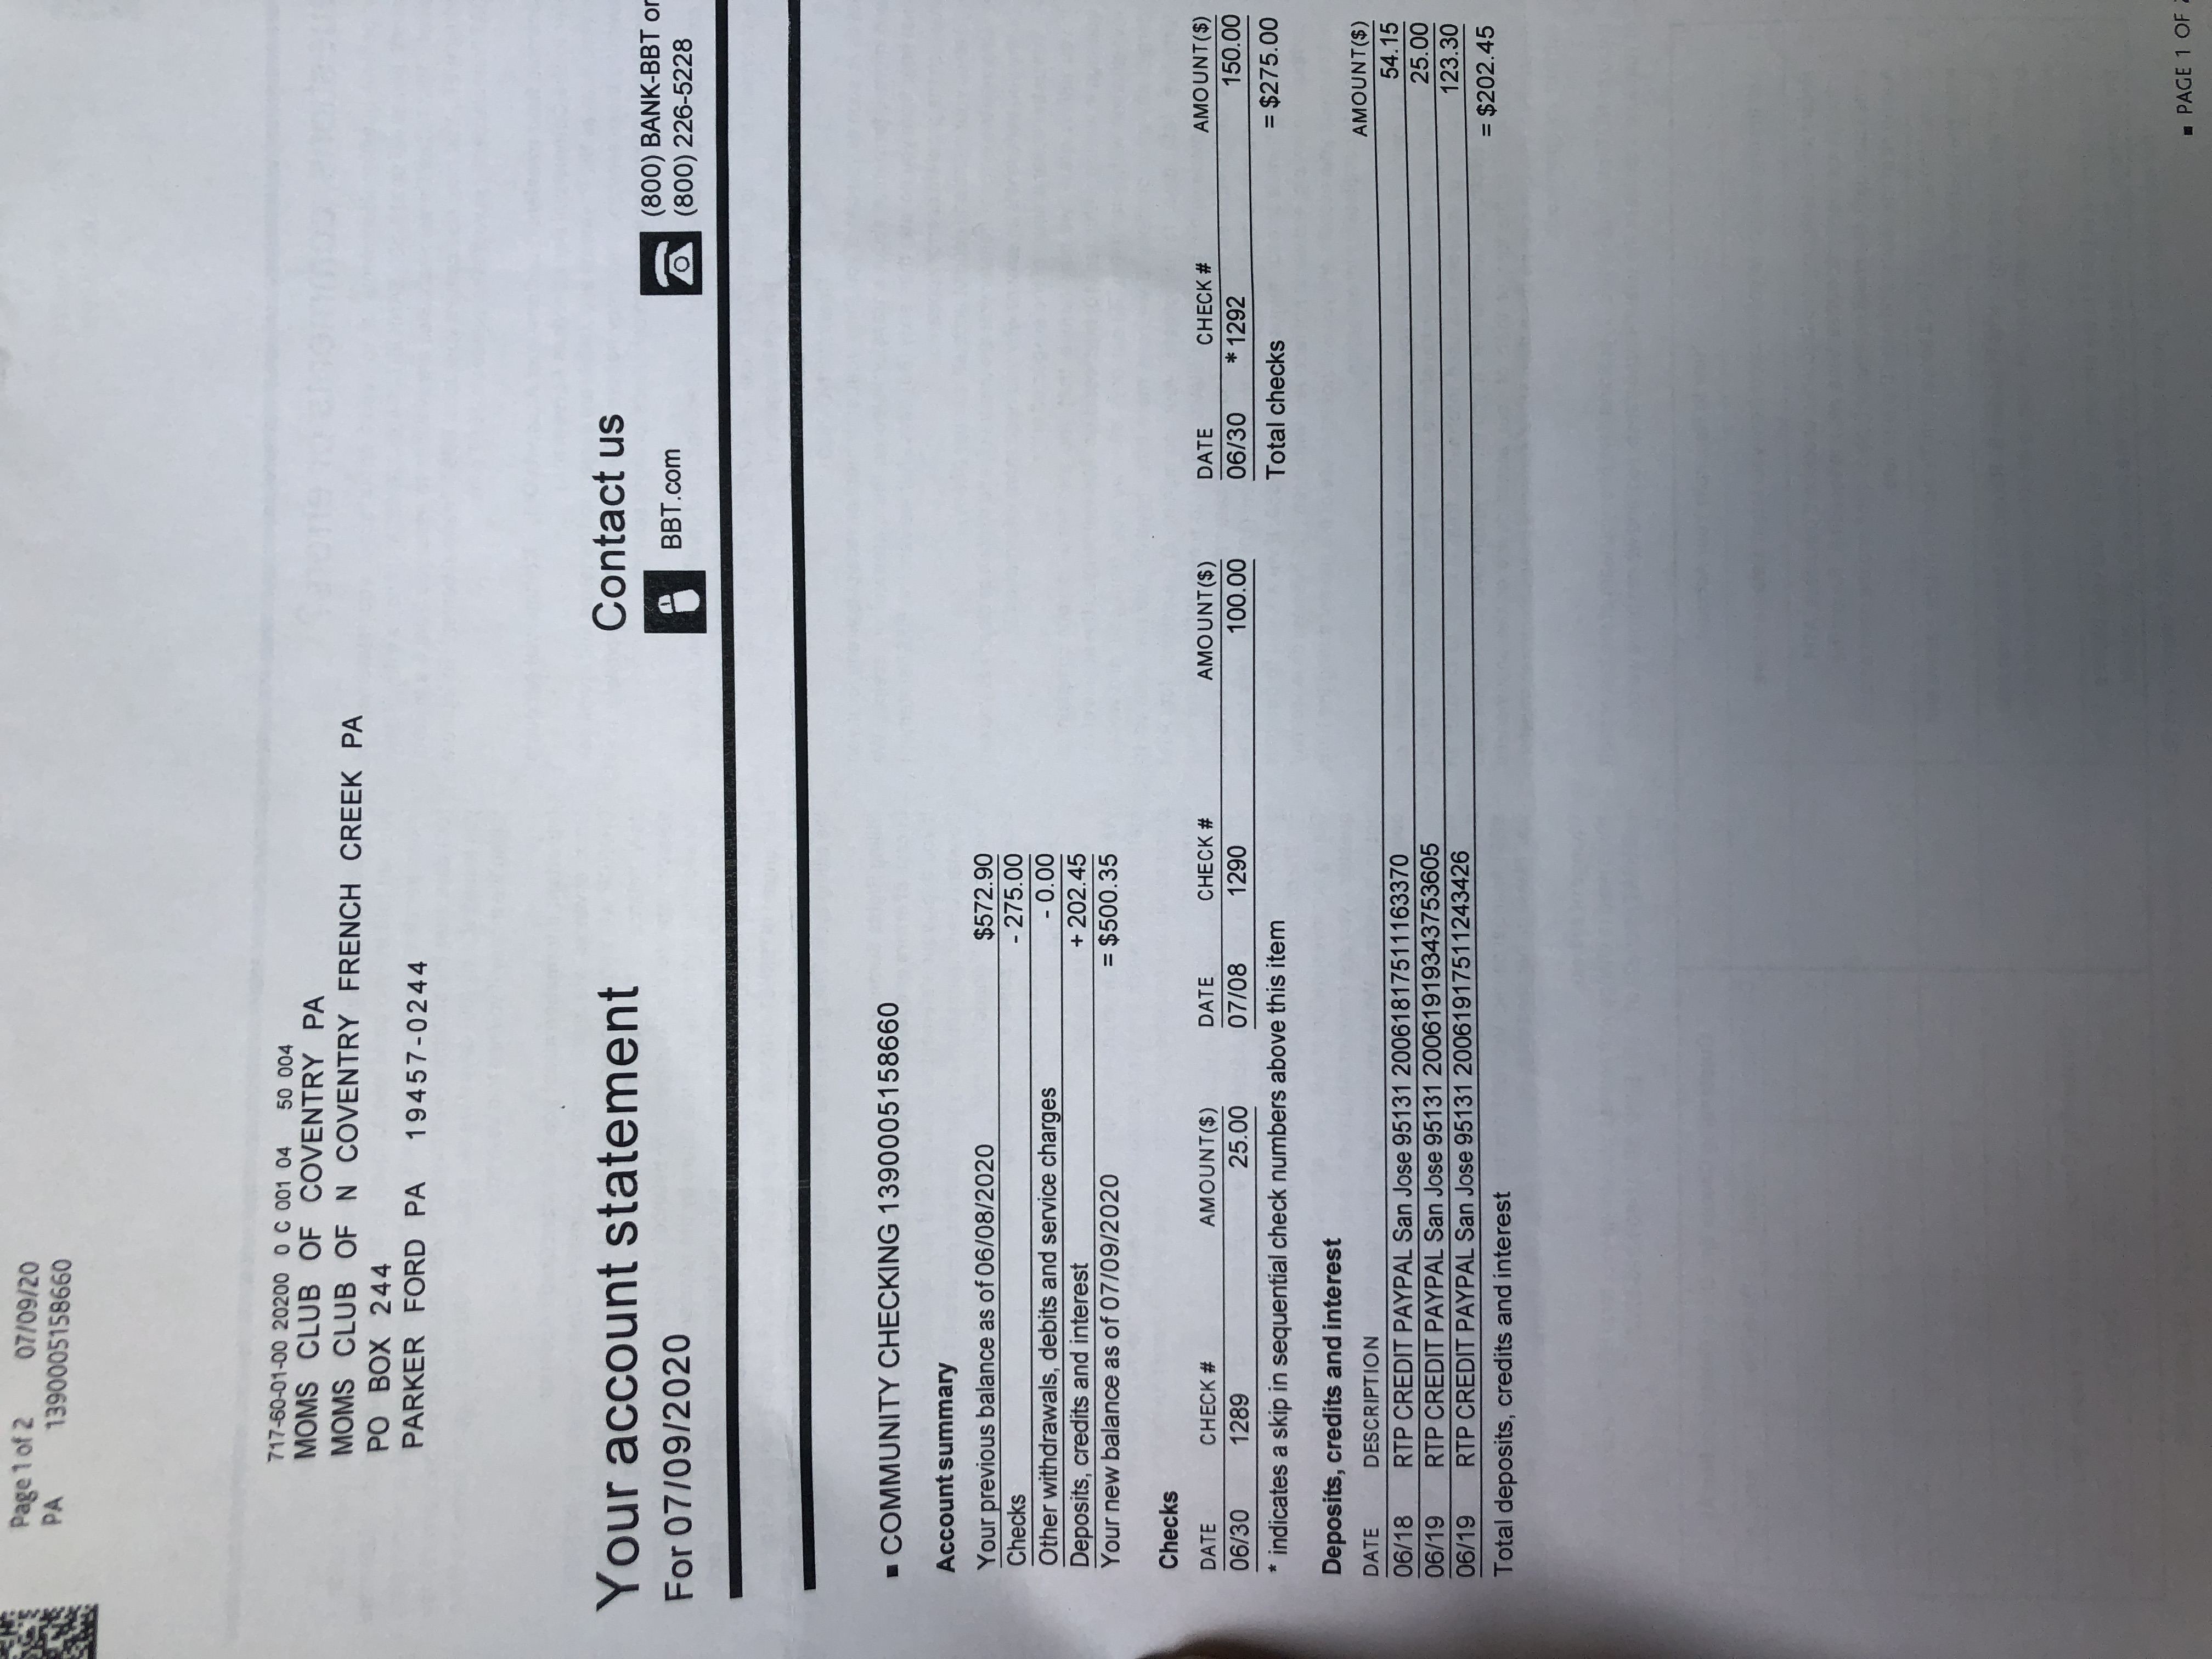 Page 1 of 2 07/09/20
PA 1390005158660
717-60-01-00 20200 0 C 001 04 50 004
MOMS CLUB OF COVENTRY PA
MOMS CLUB OF N COVENTRY FRENCH CREEK PA
PO BOX 244
PARKER FORD PA 19457-0244
Your account statement
For 07/09/2020
Contact us
BBT.com
(800) BANK-BBT or
(800) 226-5228
■ COMMUNITY CHECKING 1390005158660
Account summary
Your previous balance as of 06/08/2020 $572.90
Checks - 275.00
Other withdrawals, debits and service charges - 0.00
Deposits, credits and interest + 202.45
Your new balance as of 07/09/2020 = $500.35
Checks
DATE CHECK # AMOUNT($) DATE CHECK # AMOUNT($) DATE CHECK # AMOUNT($)
06/30 1289 25.00 07/08 1290 100.00 06/30 * 1292 150.00
* indicates a skip in sequential check numbers above this item Total checks = $275.00
Deposits, credits and interest
DATE DESCRIPTION AMOUNT($)
06/18 RTP CREDIT PAYPAL San Jose 95131 20061817511163370 54.15
06/19 RTP CREDIT PAYPAL San Jose 95131 20061919343753605 25.00
06/19 RTP CREDIT PAYPAL San Jose 95131 20061917511243426 123.30
Total deposits, credits and interest = $202.45
■ PAGE 1 OF